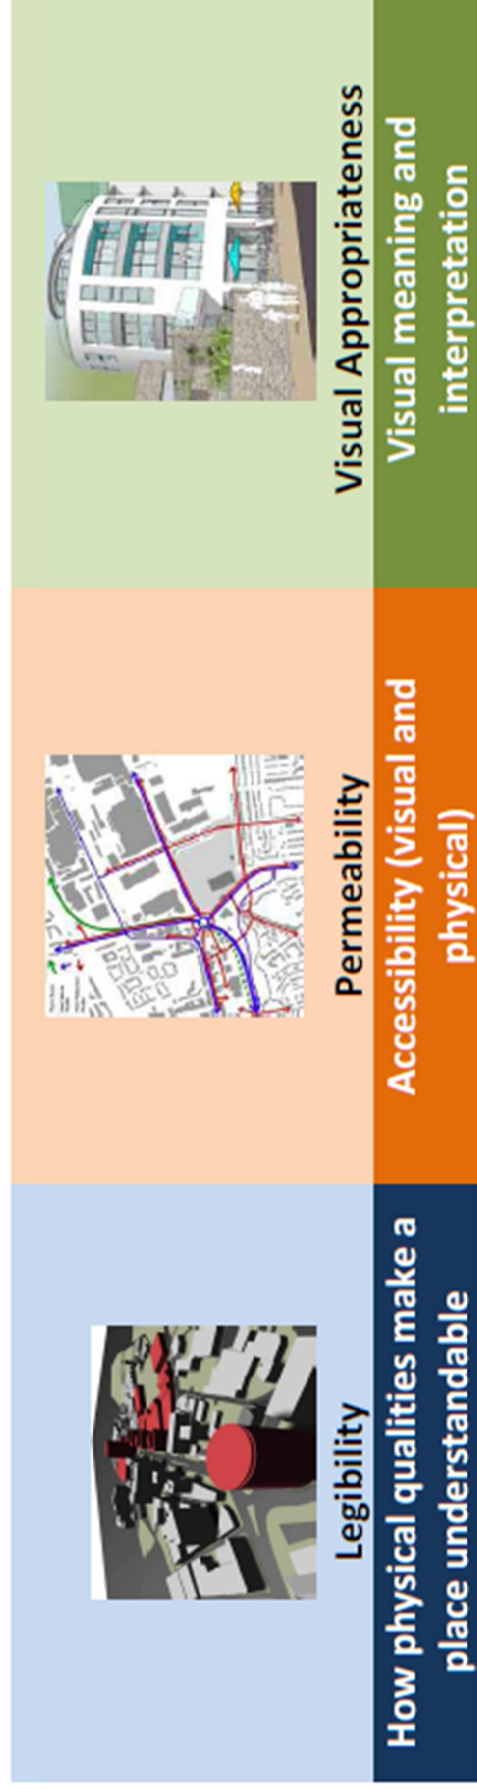 Legibility
How physical qualities make a
place understandable
Permeability
Accessibility (visual and
physical)
Visual Appropriateness
Visual meaning and
interpretation